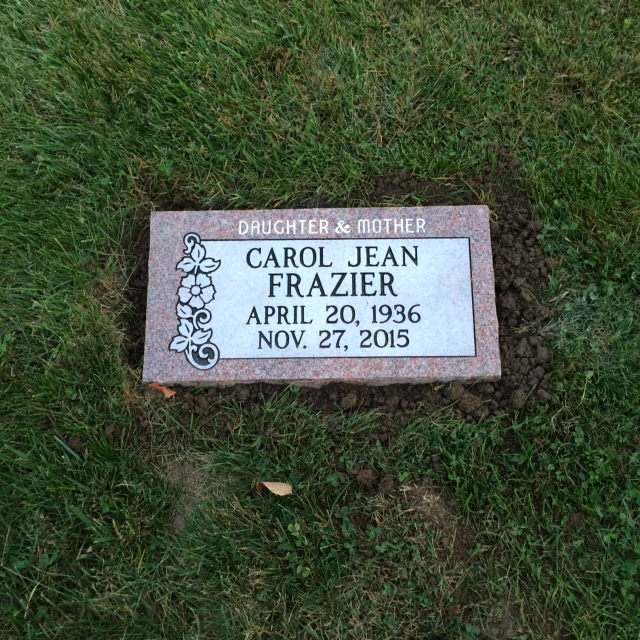 DAUGHTER & MOTHER
CAROL JEAN
FRAZIER
APRIL 20, 1936
NOV. 27, 2015